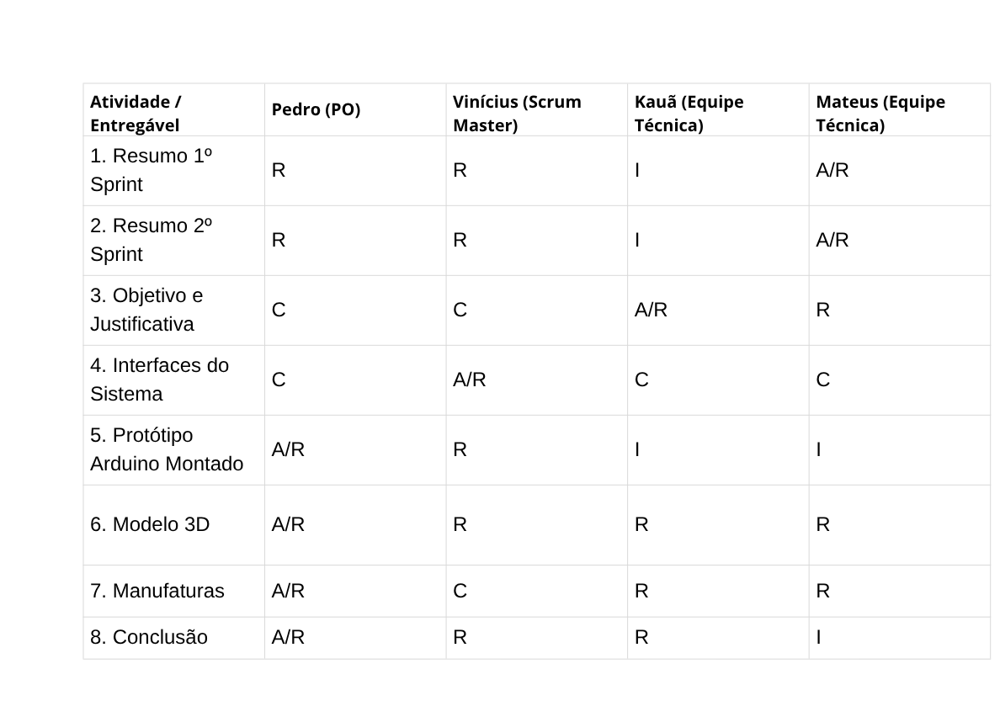 Atividade / Entregável | Pedro (PO) | Vinícius (Scrum Master) | Kauã (Equipe Técnica) | Mateus (Equipe Técnica)
1. Resumo 1º Sprint | R | R | I | A/R
2. Resumo 2º Sprint | R | R | I | A/R
3. Objetivo e Justificativa | C | C | A/R | R
4. Interfaces do Sistema | C | A/R | C | C
5. Protótipo Arduino Montado | A/R | R | I | I
6. Modelo 3D | A/R | R | R | R
7. Manufaturas | A/R | C | R | R
8. Conclusão | A/R | R | R | I